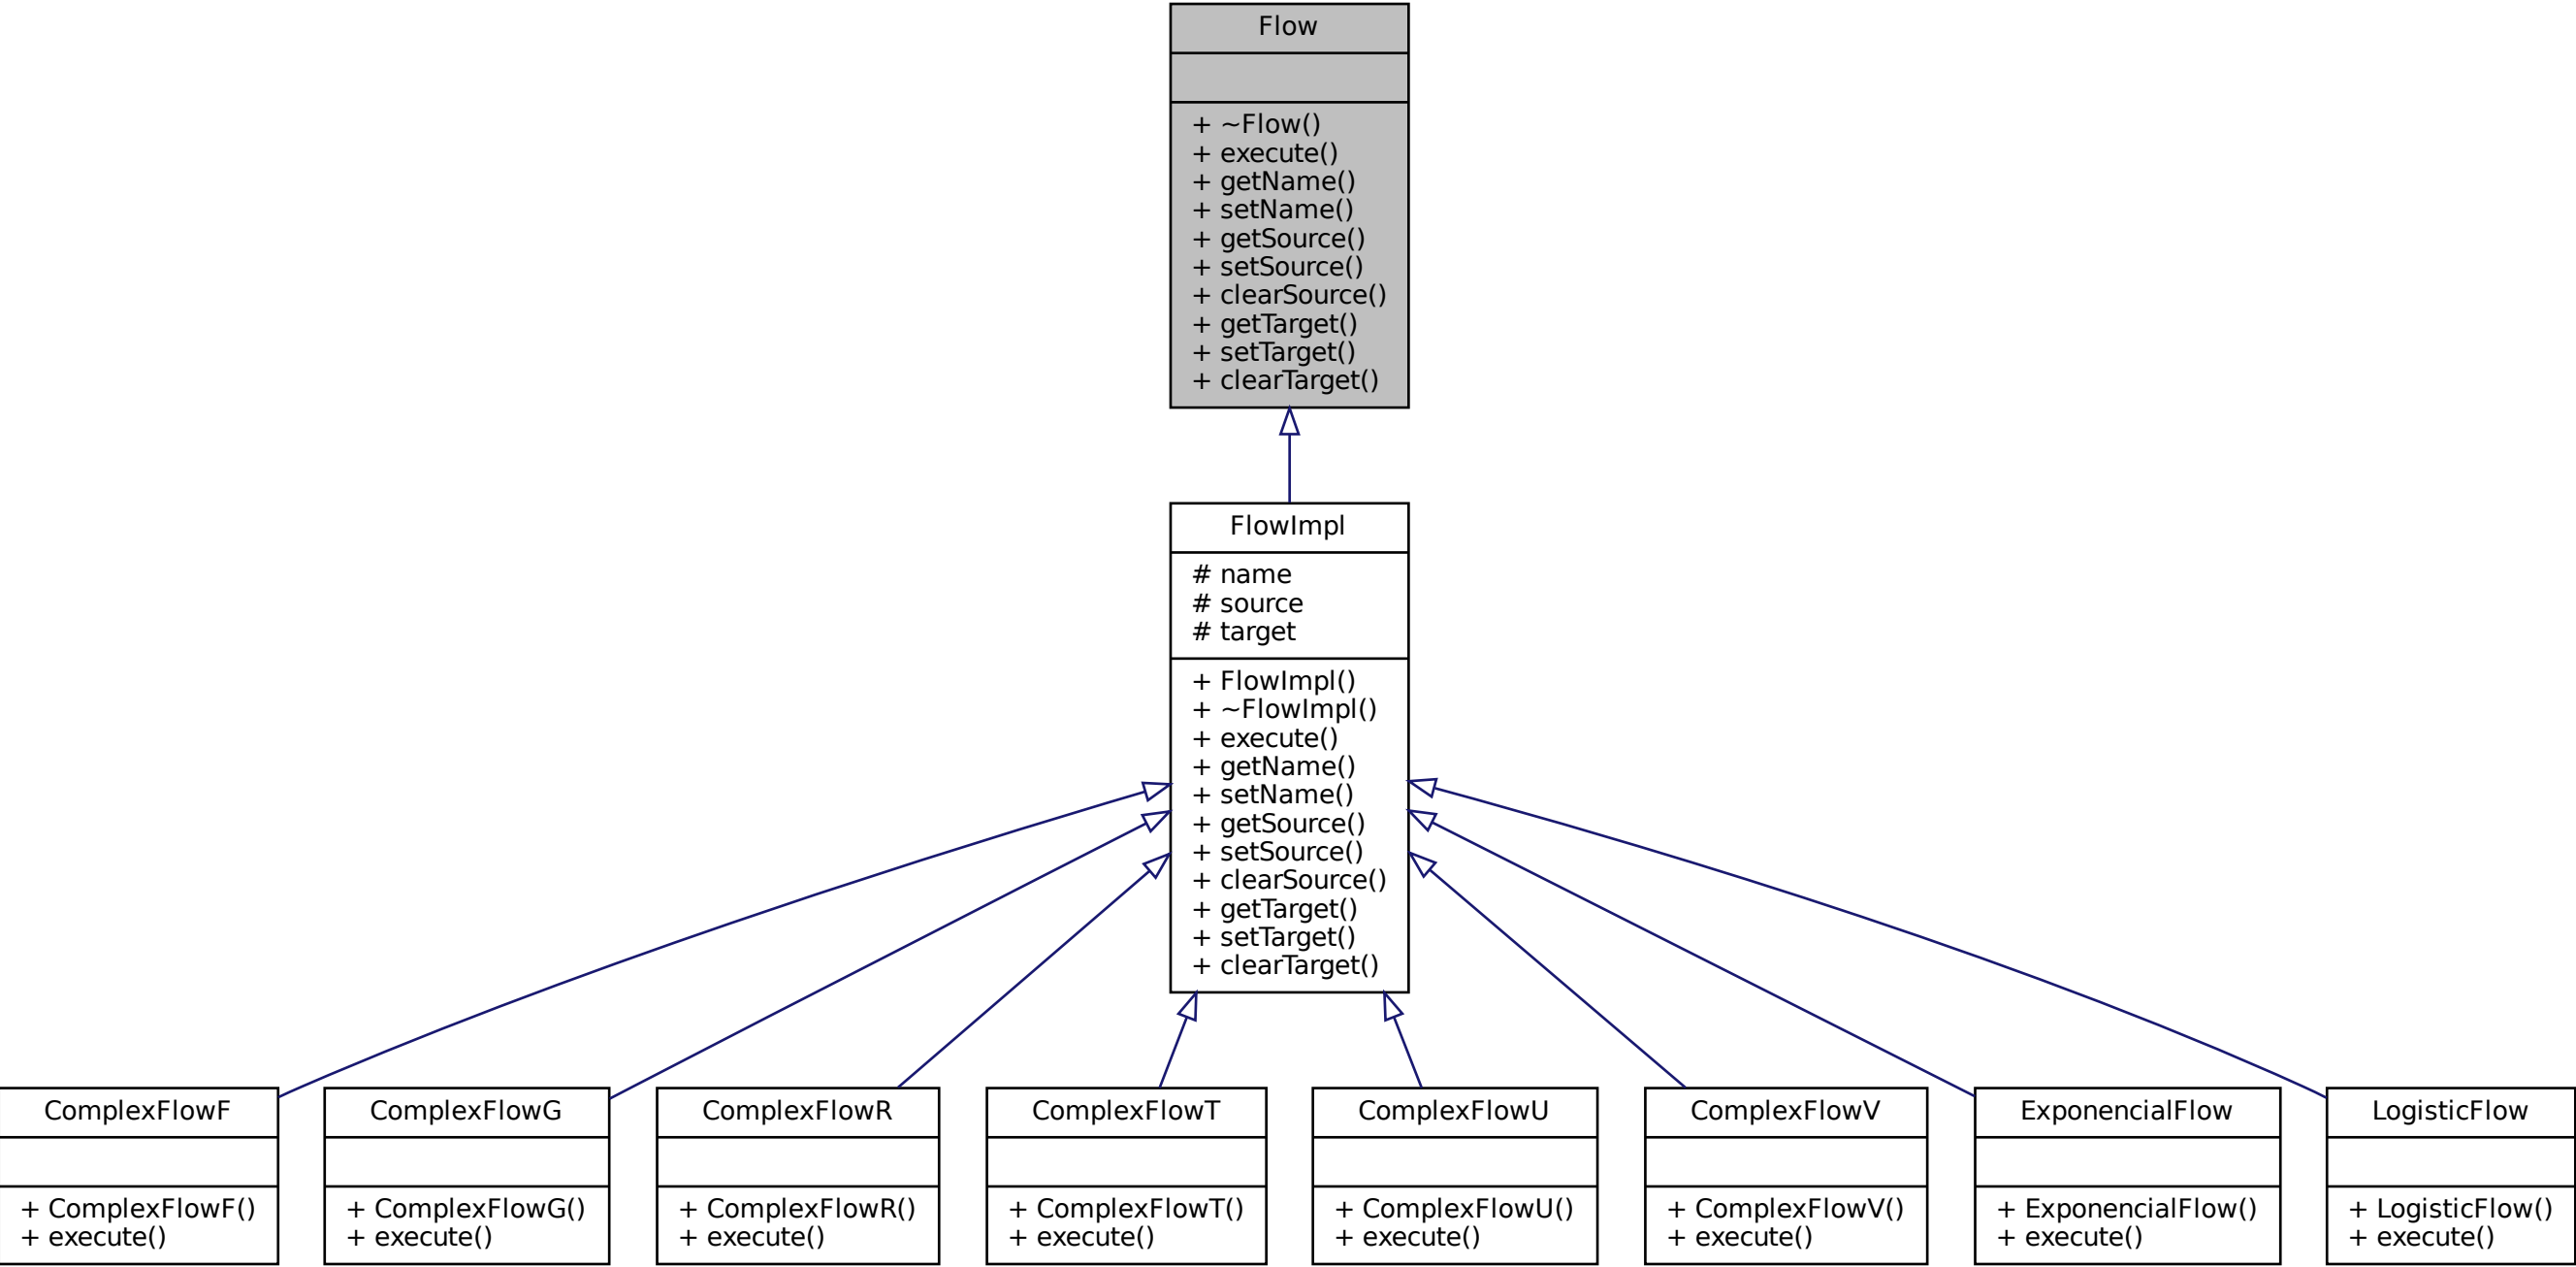 Flow
+ ~Flow()
+ execute()
+ getName()
+ setName()
+ getSource()
+ setSource()
+ clearSource()
+ getTarget()
+ setTarget()
+ clearTarget()
FlowImpl
# name
# source
# target
+ FlowImpl()
+ ~FlowImpl()
+ execute()
+ getName()
+ setName()
+ getSource()
+ setSource()
+ clearSource()
+ getTarget()
+ setTarget()
+ clearTarget()
ComplexFlowF
+ ComplexFlowF()
+ execute()
ComplexFlowG
+ ComplexFlowG()
+ execute()
ComplexFlowR
+ ComplexFlowR()
+ execute()
ComplexFlowT
+ ComplexFlowT()
+ execute()
ComplexFlowU
+ ComplexFlowU()
+ execute()
ComplexFlowV
+ ComplexFlowV()
+ execute()
ExponencialFlow
+ ExponencialFlow()
+ execute()
LogisticFlow
+ LogisticFlow()
+ execute()